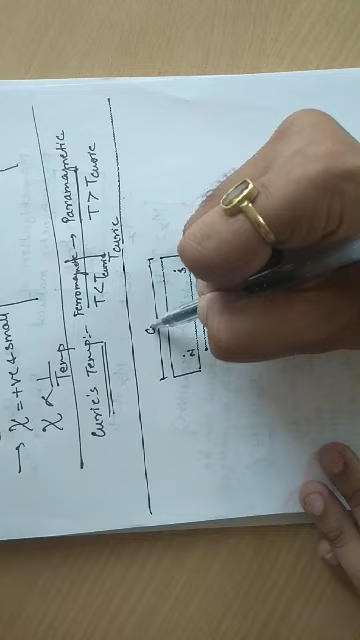 → χ = +ve & small
χ ∝ 1/Temp
Curie's Temp:- Ferromagnetic → Paramagnetic
T < Tcurie T > Tcurie
Tcurie
N S